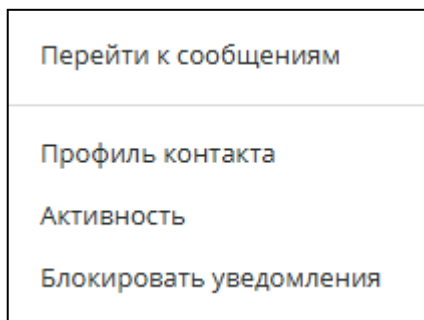 Перейти к сообщениям
Профиль контакта
Активность
Блокировать уведомления